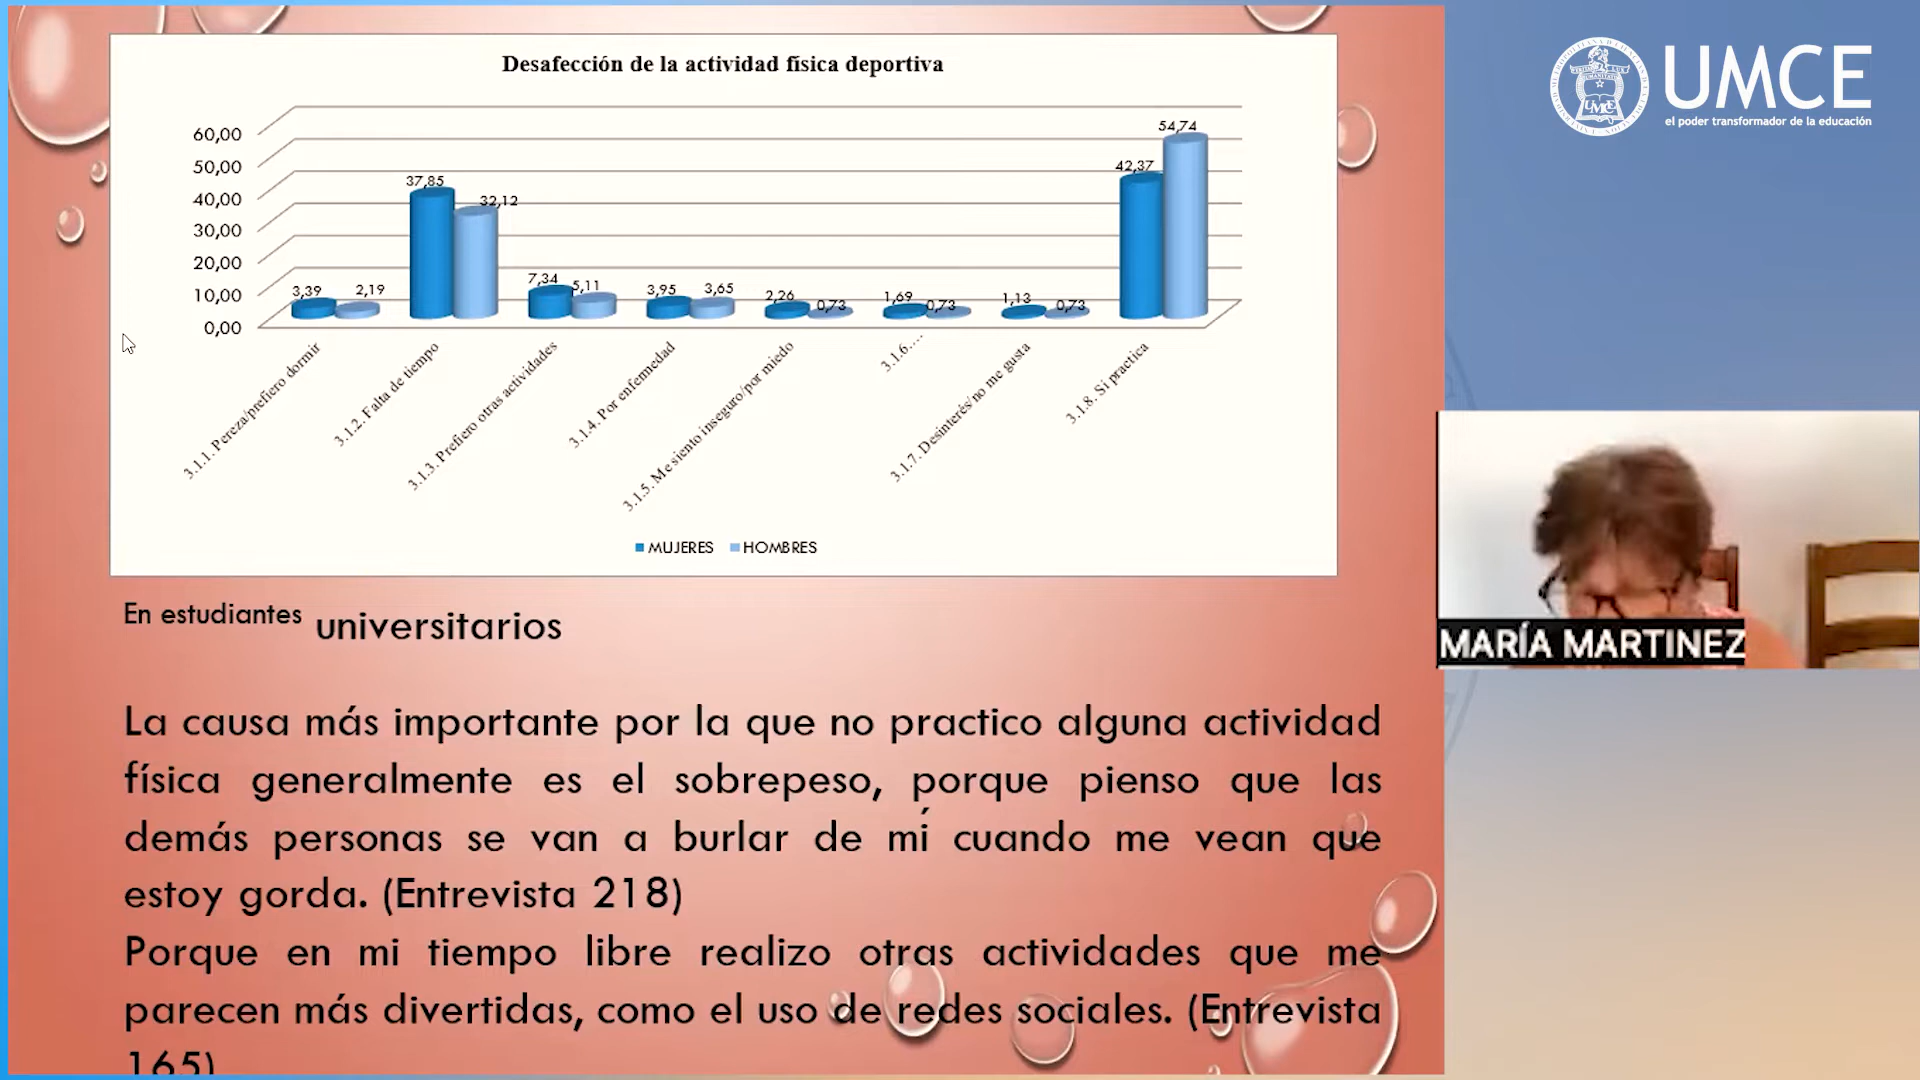 Desafección de la actividad física deportiva
60,00
50,00
40,00
30,00
20,00
10,00
0,00
3,39
2,19
37,85
32,12
7,34
5,11
3,95
3,65
2,26
0,73
1,69
0,73
1,13
0,73
42,37
54,74
3.1.1. Pereza/prefiero dormir
3.1.2. Falta de tiempo
3.1.3. Prefiero otras actividades
3.1.4. Por enfermedad
3.1.5. Me siento inseguro/por miedo
3.1.6….
3.1.7. Desinterés/no me gusta
3.1.8. Si practica
MUJERES HOMBRES
En estudiantes universitarios
La causa más importante por la que no practico alguna actividad
física generalmente es el sobrepeso, porque pienso que las
demás personas se van a burlar de mí cuando me vean que
estoy gorda. (Entrevista 218)
Porque en mi tiempo libre realizo otras actividades que me
parecen más divertidas, como el uso de redes sociales. (Entrevista
165)
UMCE
el poder transformador de la educación
MARÍA MARTINEZ